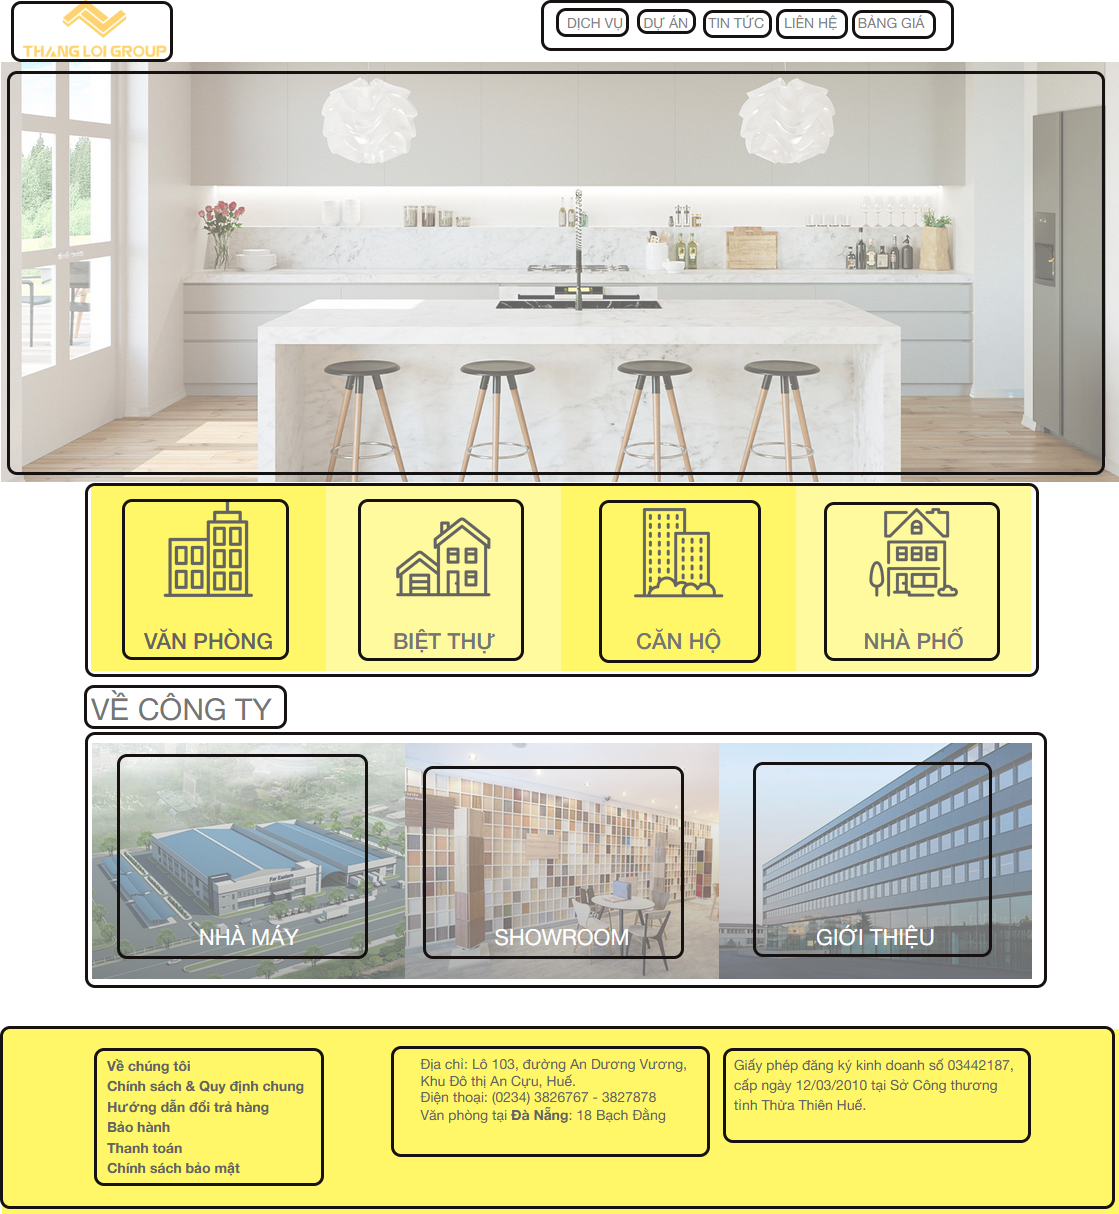 THANG LOI GROUP
DỊCH VỤ DỰ ÁN TIN TỨC LIÊN HỆ BẢNG GIÁ
VĂN PHÒNG BIỆT THỰ CĂN HỘ NHÀ PHỐ
VỀ CÔNG TY
Far Eastern
NHÀ MÁY SHOWROOM GIỚI THIỆU
Về chúng tôi
Chính sách & Quy định chung
Hướng dẫn đổi trả hàng
Bảo hành
Thanh toán
Chính sách bảo mật
Địa chỉ: Lô 103, đường An Dương Vương,
Khu Đô thị An Cựu, Huế.
Điện thoại: (0234) 3826767 - 3827878
Văn phòng tại Đà Nẵng: 18 Bạch Đằng
Giấy phép đăng ký kinh doanh số 03442187,
cấp ngày 12/03/2010 tại Sở Công thương
tỉnh Thừa Thiên Huế.